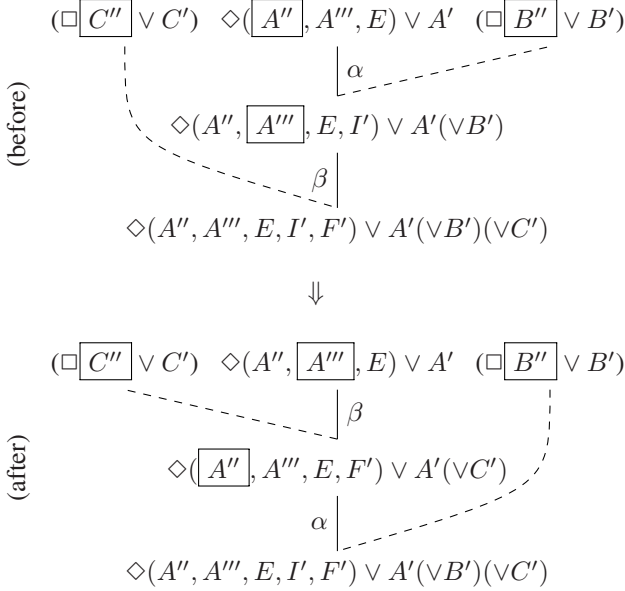 (□ C'' ∨ C') ◇( A'' , A''', E) ∨ A' (□ B'' ∨ B')
α
(before)
◇(A'', A''' , E, I') ∨ A'(∨B')
β
◇(A'', A''', E, I', F') ∨ A'(∨B')(∨C')
⇓
(□ C'' ∨ C') ◇(A'', A''' , E) ∨ A' (□ B'' ∨ B')
β
(after)
◇( A'' , A''', E, F') ∨ A'(∨C')
α
◇(A'', A''', E, I', F') ∨ A'(∨B')(∨C')